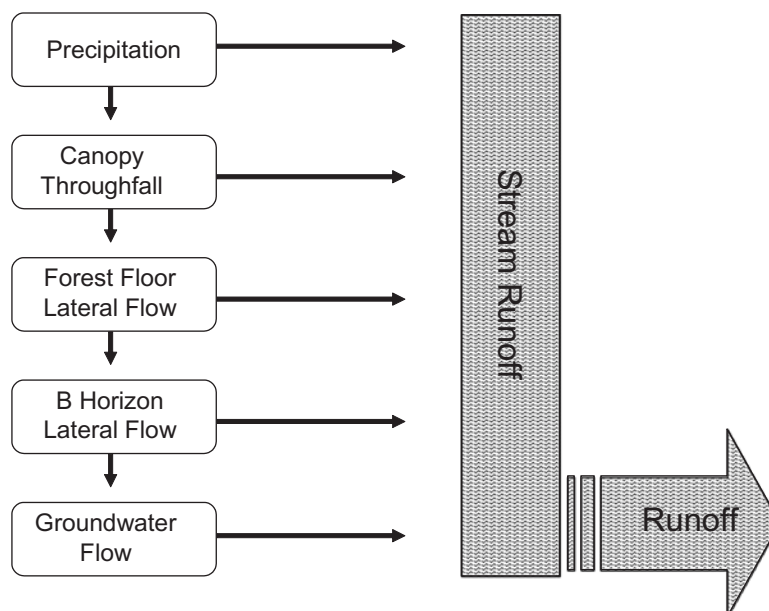 Precipitation
Canopy
Throughfall
Forest Floor
Lateral Flow
B Horizon
Lateral Flow
Groundwater
Flow
Stream Runoff
Runoff